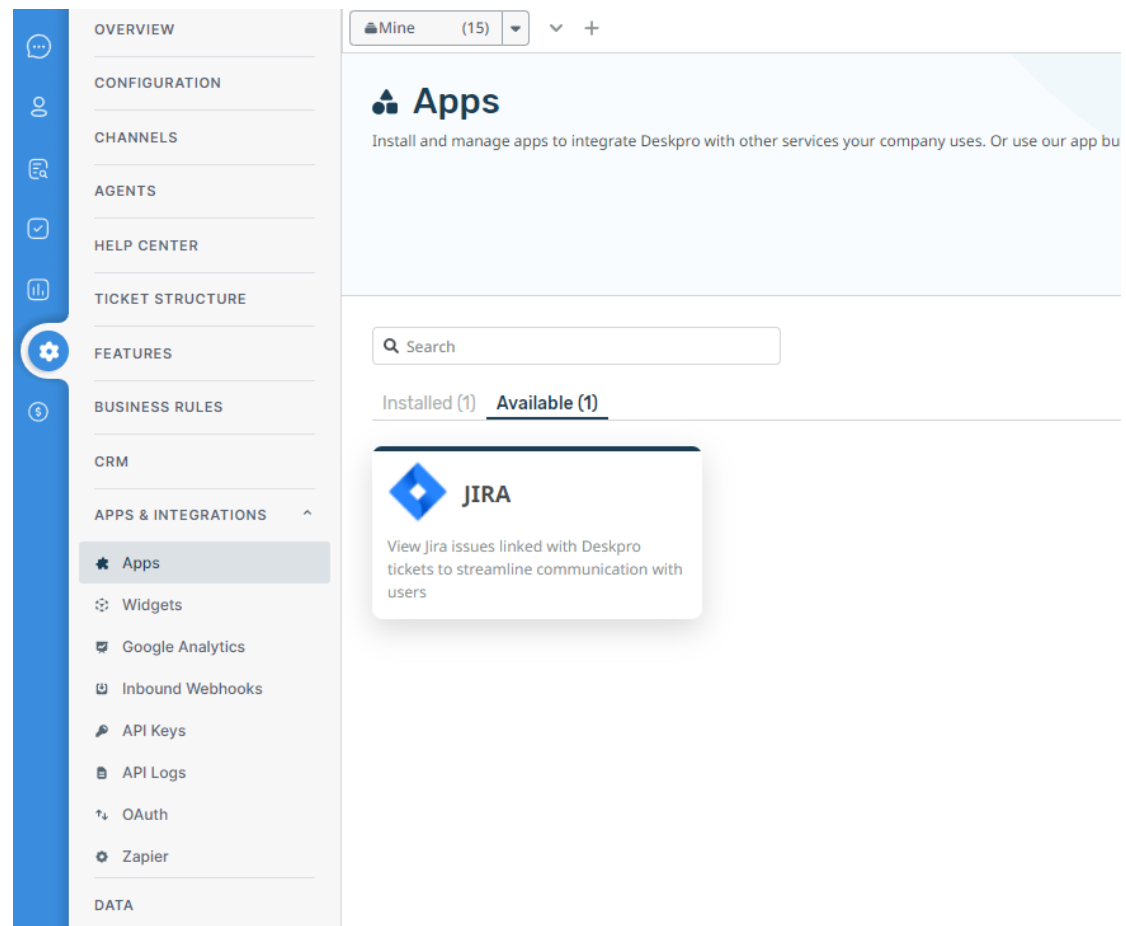 OVERVIEW
CONFIGURATION
CHANNELS
AGENTS
HELP CENTER
TICKET STRUCTURE
FEATURES
BUSINESS RULES
CRM
APPS & INTEGRATIONS
Apps
Widgets
Google Analytics
Inbound Webhooks
API Keys
API Logs
OAuth
Zapier
DATA
Mine (15)
Apps
Install and manage apps to integrate Deskpro with other services your company uses. Or use our app bu
Search
Installed (1) Available (1)
JIRA
View Jira issues linked with Deskpro
tickets to streamline communication with
users